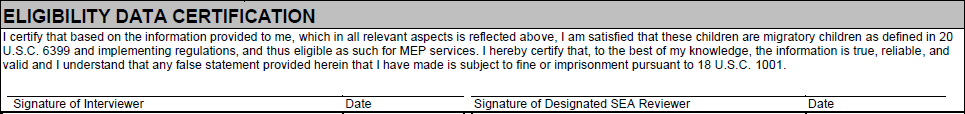 ELIGIBILITY DATA CERTIFICATION
I certify that based on the information provided to me, which in all relevant aspects is reflected above, I am satisfied that these children are migratory children as defined in 20
U.S.C. 6399 and implementing regulations, and thus eligible as such for MEP services. I hereby certify that, to the best of my knowledge, the information is true, reliable, and
valid and I understand that any false statement provided herein that I have made is subject to fine or imprisonment pursuant to 18 U.S.C. 1001.
Signature of Interviewer Date Signature of Designated SEA Reviewer Date